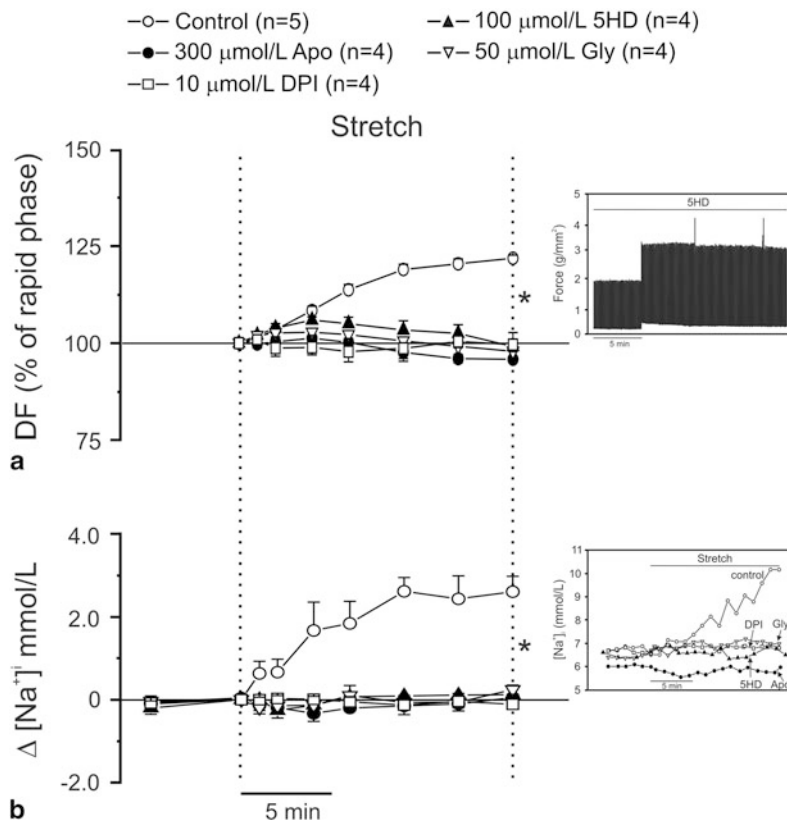 Control (n=5)
300 μmol/L Apo (n=4)
10 μmol/L DPI (n=4)
100 μmol/L 5HD (n=4)
50 μmol/L Gly (n=4)
Stretch
DF (% of rapid phase)
150
125
100
75
*
a
5HD
Force (g/mm²)
5
4
3
2
1
0
5 min
Δ [Na⁺]ⁱ mmol/L
4.0
2.0
0
-2.0
*
5 min
b
Stretch
control
[Na⁺]ᵢ (mmol/L)
11
10
9
8
7
6
5
DPI
Gly
5 min
5HD
Apo